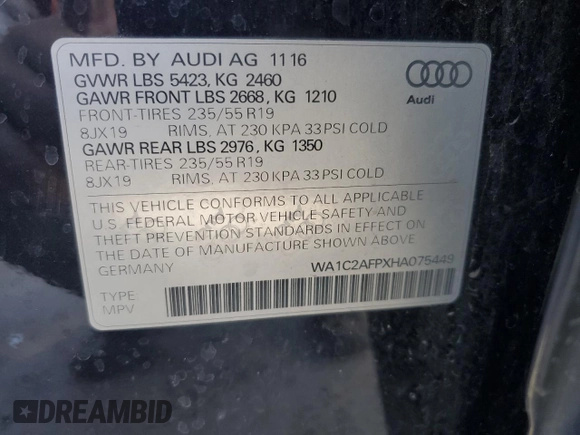 MFD. BY AUDI AG 11 16
GVWR LBS 5423, KG 2460
GAWR FRONT LBS 2668, KG 1210
FRONT-TIRES 235/55 R19
8JX19 RIMS, AT 230 KPA 33 PSI COLD
GAWR REAR LBS 2976, KG 1350
REAR-TIRES 235/55 R19
8JX19 RIMS, AT 230 KPA 33 PSI COLD
THIS VEHICLE CONFORMS TO ALL APPLICABLE
U.S. FEDERAL MOTOR VEHICLE SAFETY AND
THEFT PREVENTION STANDARDS IN EFFECT ON
THE DATE OF MANUFACTURE SHOWN ABOVE
GERMANY WA1C2AFPXHA075449
TYPE
MPV
Audi
DREAMBID